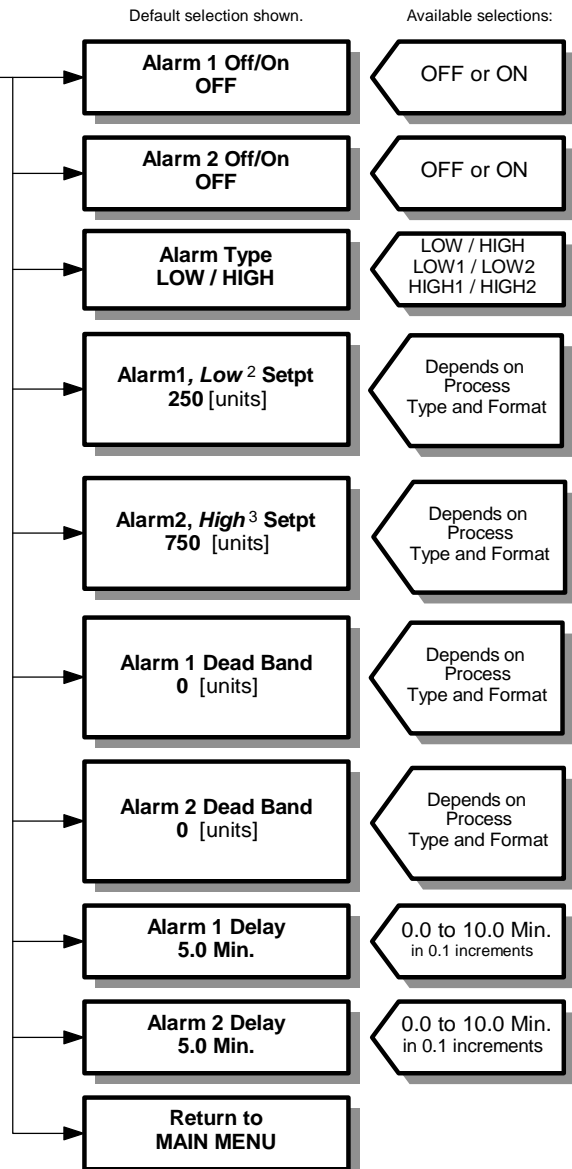 Default selection shown.
Available selections:
Alarm 1 Off/On
OFF
OFF or ON
Alarm 2 Off/On
OFF
OFF or ON
Alarm Type
LOW / HIGH
LOW / HIGH
LOW1 / LOW2
HIGH1 / HIGH2
Alarm1, Low 2 Setpt
250 [units]
Depends on
Process
Type and Format
Alarm2, High 3 Setpt
750 [units]
Depends on
Process
Type and Format
Alarm 1 Dead Band
0 [units]
Depends on
Process
Type and Format
Alarm 2 Dead Band
0 [units]
Depends on
Process
Type and Format
Alarm 1 Delay
5.0 Min.
0.0 to 10.0 Min.
in 0.1 increments
Alarm 2 Delay
5.0 Min.
0.0 to 10.0 Min.
in 0.1 increments
Return to
MAIN MENU